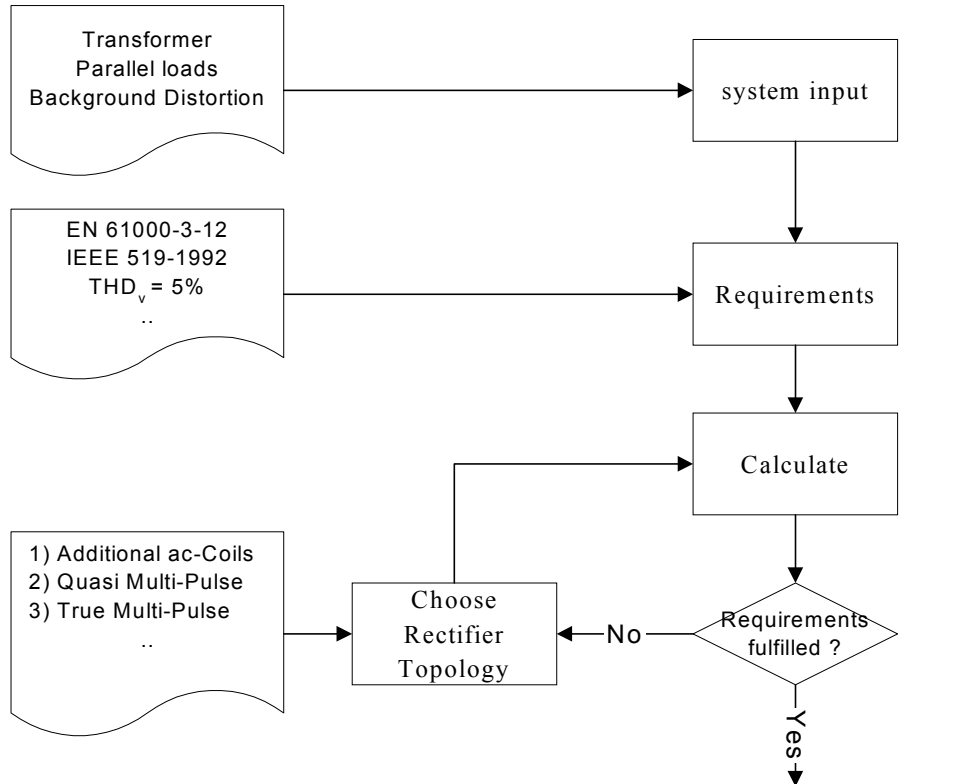 Transformer
Parallel loads
Background Distortion
system input
EN 61000-3-12
IEEE 519-1992
THDv = 5%
..
Requirements
Calculate
1) Additional ac-Coils
2) Quasi Multi-Pulse
3) True Multi-Pulse
..
Choose
Rectifier
Topology
No
Requirements
fulfilled ?
Yes